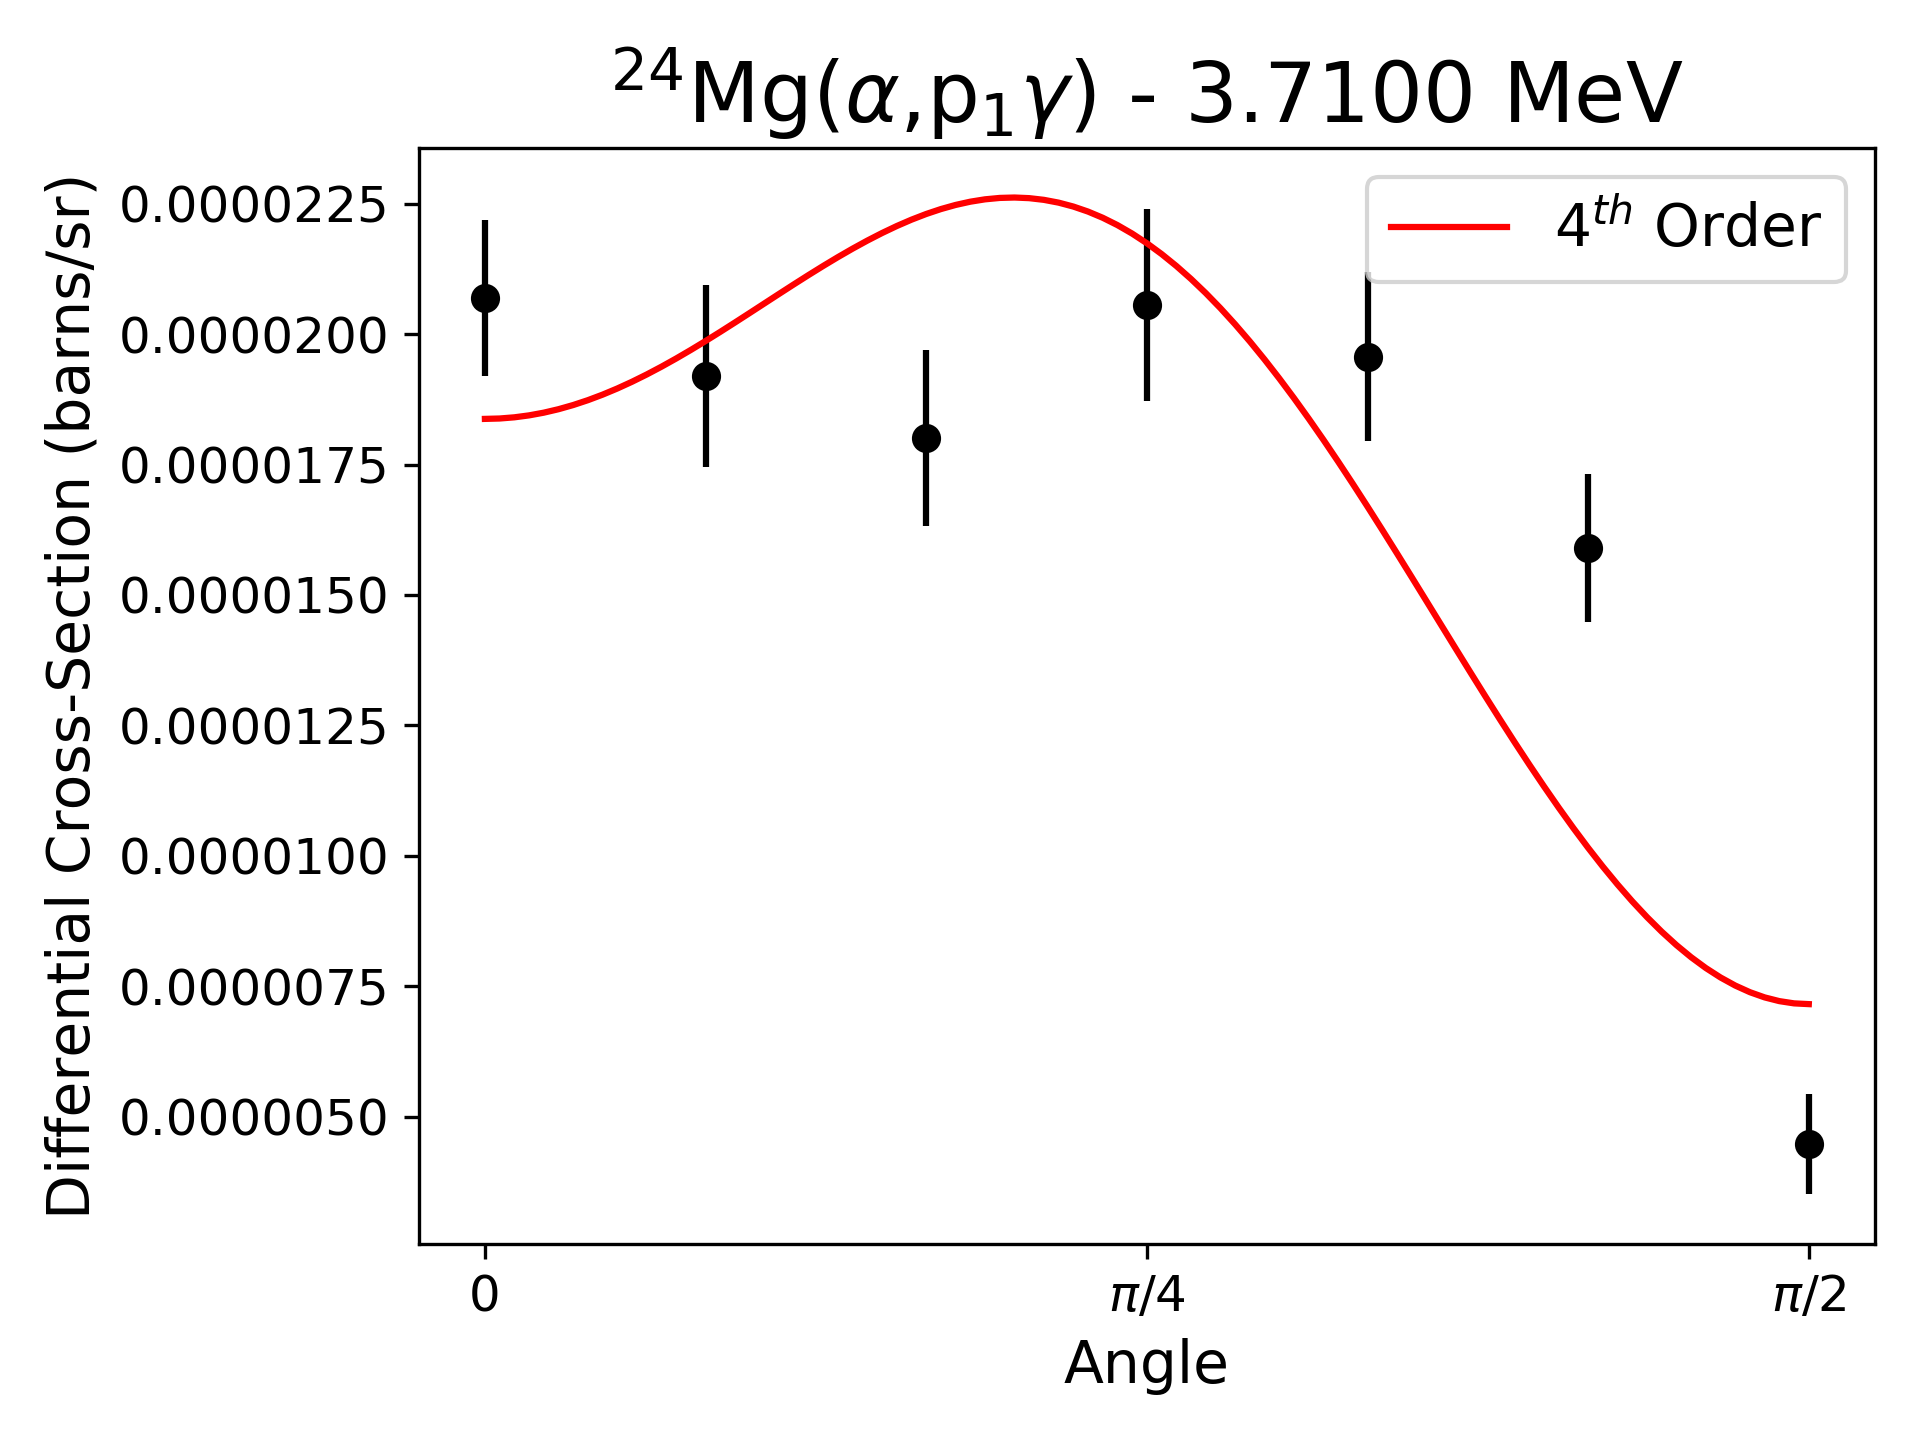 ²⁴Mg(α,p₁γ) - 3.7100 MeV
4ᵗʰ Order
Differential Cross-Section (barns/sr)
0.0000225
0.0000200
0.0000175
0.0000150
0.0000125
0.0000100
0.0000075
0.0000050
0 π/4 π/2
Angle